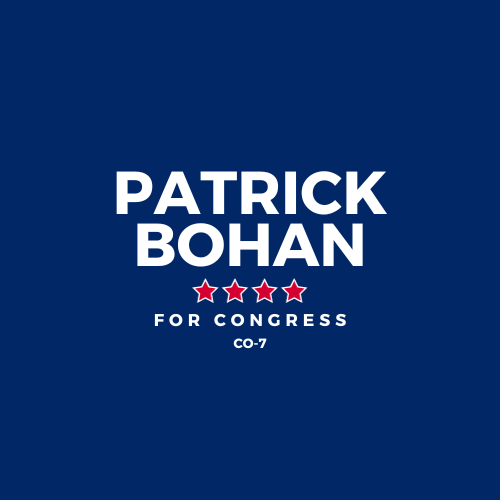 PATRICK
BOHAN
FOR CONGRESS
CO-7